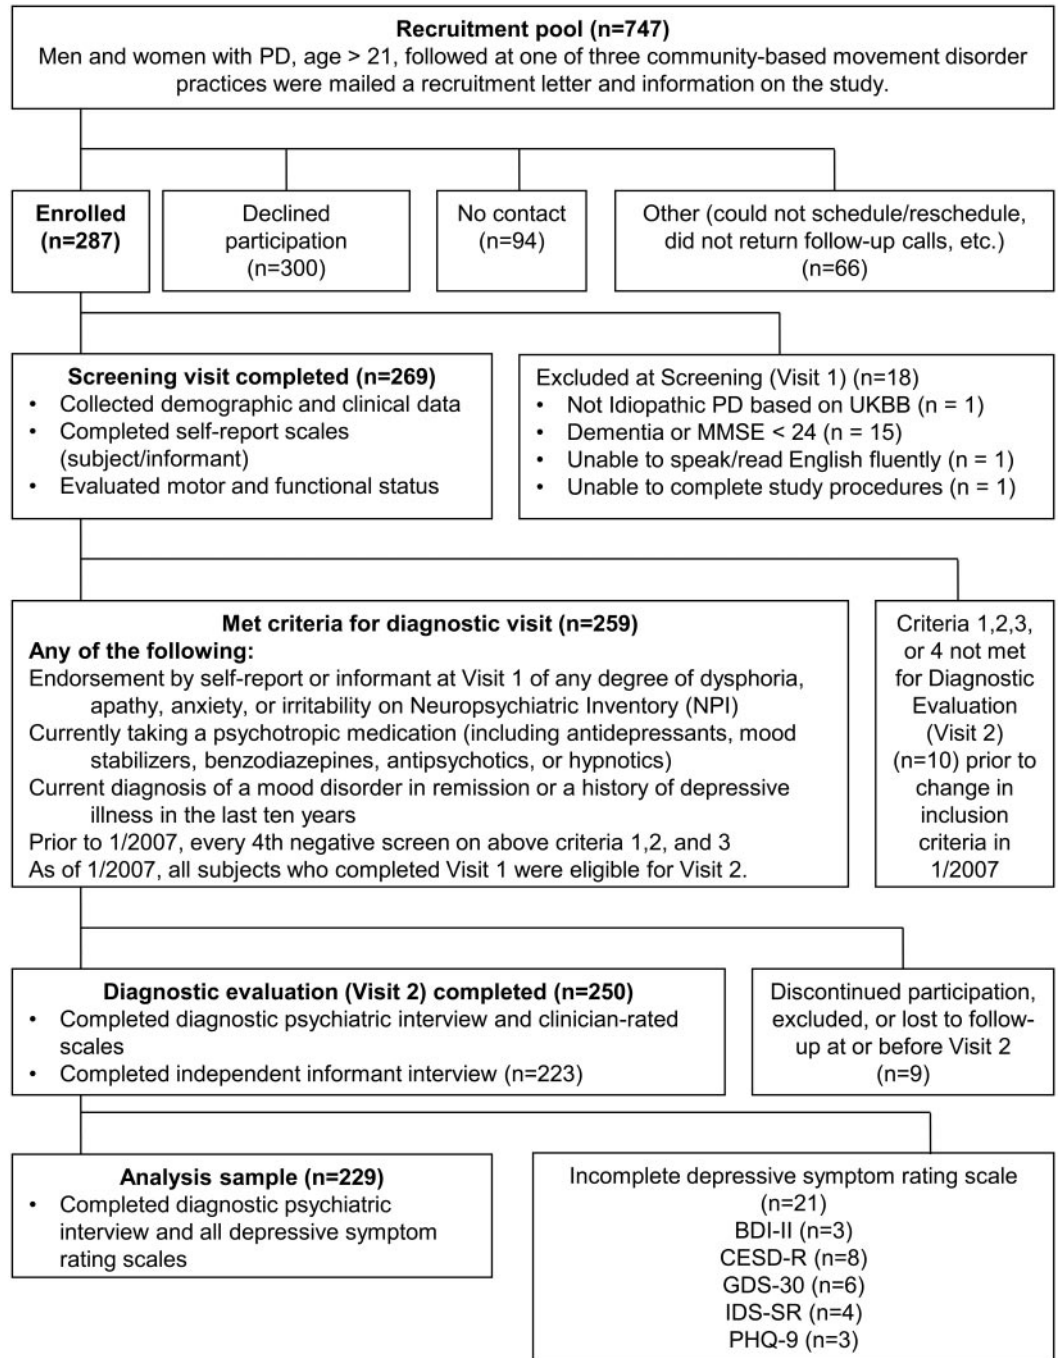 Recruitment pool (n=747)
Men and women with PD, age > 21, followed at one of three community-based movement disorder
practices were mailed a recruitment letter and information on the study.
Enrolled
(n=287)
Declined
participation
(n=300)
No contact
(n=94)
Other (could not schedule/reschedule,
did not return follow-up calls, etc.)
(n=66)
Screening visit completed (n=269)
• Collected demographic and clinical data
• Completed self-report scales
(subject/informant)
• Evaluated motor and functional status
Excluded at Screening (Visit 1) (n=18)
• Not Idiopathic PD based on UKBB (n = 1)
• Dementia or MMSE < 24 (n = 15)
• Unable to speak/read English fluently (n = 1)
• Unable to complete study procedures (n = 1)
Met criteria for diagnostic visit (n=259)
Any of the following:
Endorsement by self-report or informant at Visit 1 of any degree of dysphoria,
apathy, anxiety, or irritability on Neuropsychiatric Inventory (NPI)
Currently taking a psychotropic medication (including antidepressants, mood
stabilizers, benzodiazepines, antipsychotics, or hypnotics)
Current diagnosis of a mood disorder in remission or a history of depressive
illness in the last ten years
Prior to 1/2007, every 4th negative screen on above criteria 1,2, and 3
As of 1/2007, all subjects who completed Visit 1 were eligible for Visit 2.
Criteria 1,2,3,
or 4 not met
for Diagnostic
Evaluation
(Visit 2)
(n=10) prior to
change in
inclusion
criteria in
1/2007
Diagnostic evaluation (Visit 2) completed (n=250)
• Completed diagnostic psychiatric interview and clinician-rated
scales
• Completed independent informant interview (n=223)
Discontinued participation,
excluded, or lost to follow-
up at or before Visit 2
(n=9)
Analysis sample (n=229)
• Completed diagnostic psychiatric
interview and all depressive symptom
rating scales
Incomplete depressive symptom rating scale
(n=21)
BDI-II (n=3)
CESD-R (n=8)
GDS-30 (n=6)
IDS-SR (n=4)
PHQ-9 (n=3)